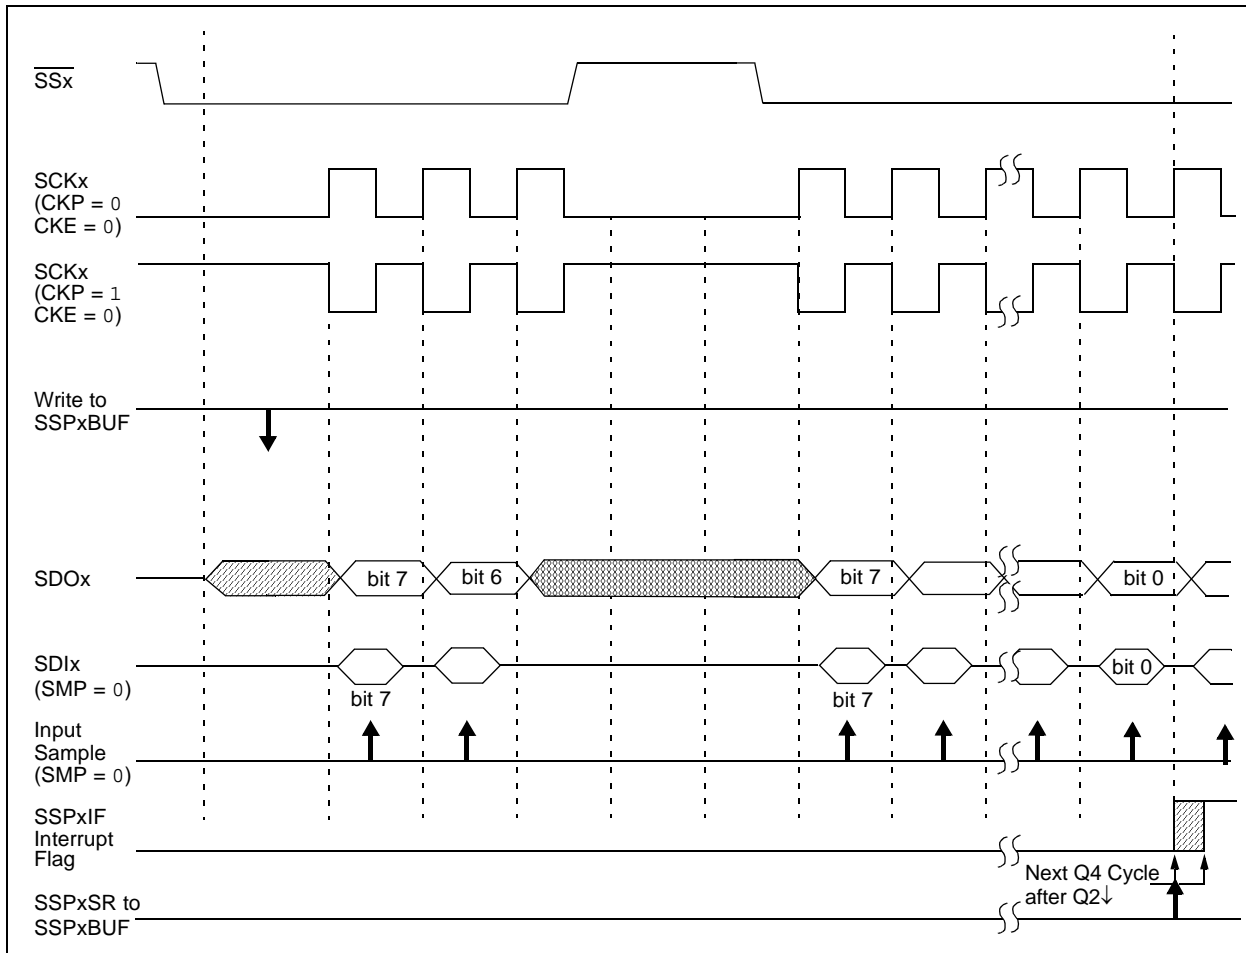 SSx
SCKx
(CKP = 0
CKE = 0)
SCKx
(CKP = 1
CKE = 0)
Write to
SSPxBUF
SDOx
bit 7
bit 6
bit 7
bit 0
SDIx
(SMP = 0)
bit 7
bit 7
bit 0
Input
Sample
(SMP = 0)
SSPxIF
Interrupt
Flag
Next Q4 Cycle
after Q2↓
SSPxSR to
SSPxBUF